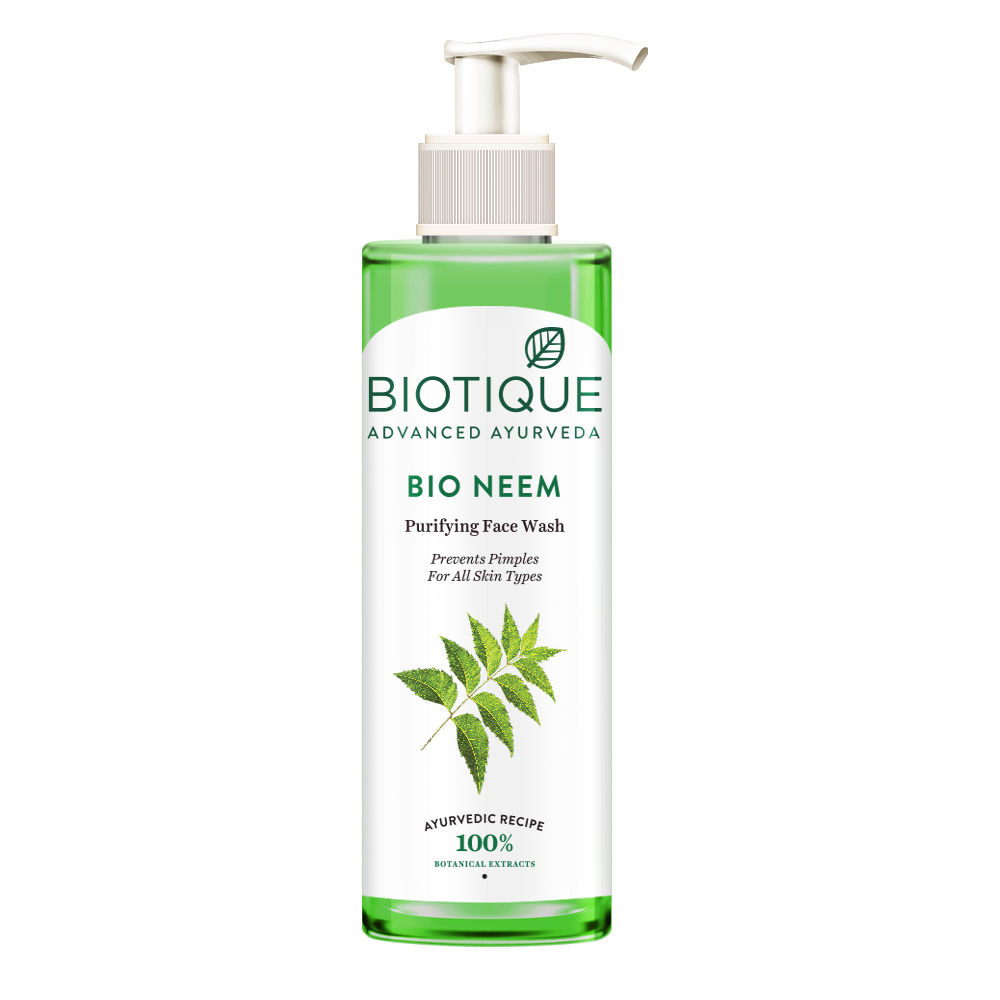 BIOTIQUE
ADVANCED AYURVEDA
BIO NEEM
Purifying Face Wash
Prevents Pimples
For All Skin Types
AYURVEDIC RECIPE
100%
BOTANICAL EXTRACTS